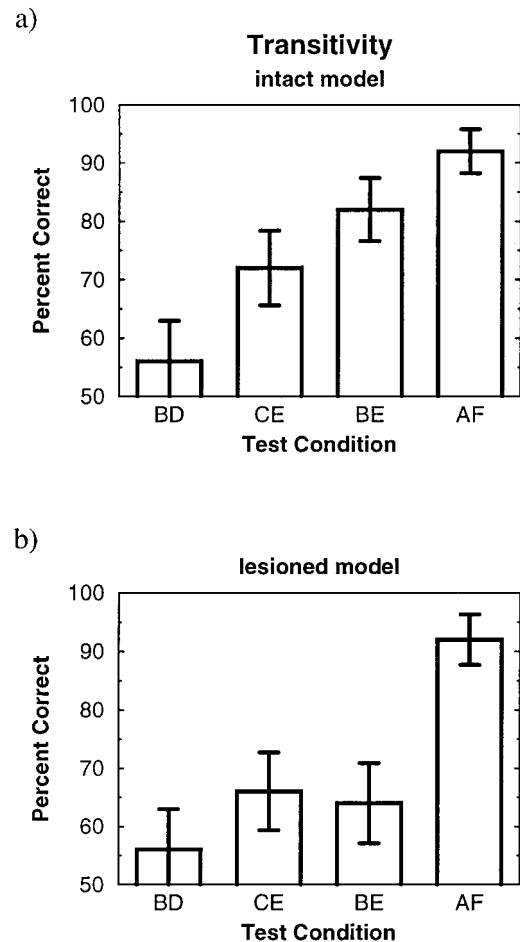 a)
Transitivity
intact model
100
90
80
70
60
50
Percent Correct
BD CE BE AF
Test Condition
b)
lesioned model
100
90
80
70
60
50
Percent Correct
BD CE BE AF
Test Condition